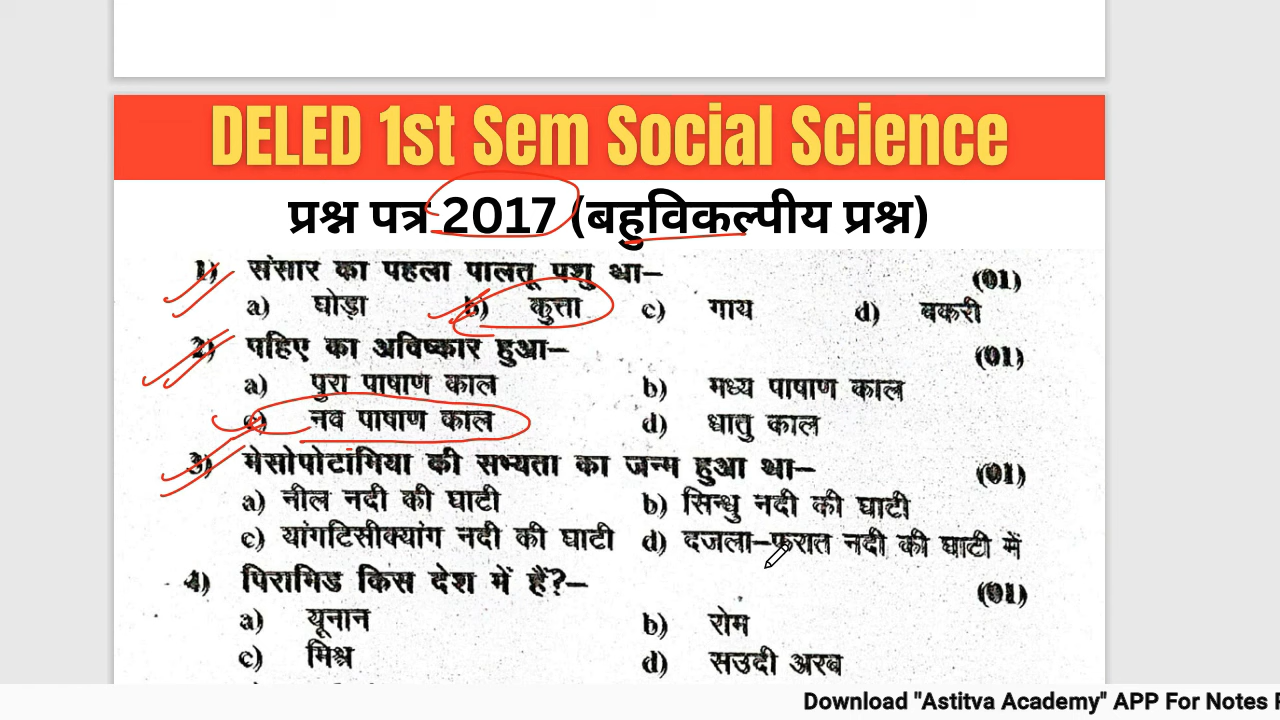 DELED 1st Sem Social Science
प्रश्न पत्र 2017 (बहुविकल्पीय प्रश्न)
1) संसार का पहला पालतू पशु था– (01)
a) घोड़ा b) कुत्ता c) गाय d) बकरी
2) पहिए का अविष्कार हुआ– (01)
a) पुरा पाषाण काल b) मध्य पाषाण काल
c) नव पाषाण काल d) धातु काल
3) मेसोपोटामिया की सभ्यता का जन्म हुआ था– (01)
a) नील नदी की घाटी b) सिन्धु नदी की घाटी
c) यांगटिसीक्यांग नदी की घाटी d) दजला–फरात नदी की घाटी में
4) पिरामिड किस देश में हैं?– (01)
a) यूनान b) रोम
c) मिश्र d) सउदी अरब
Download "Astitva Academy" APP For Notes